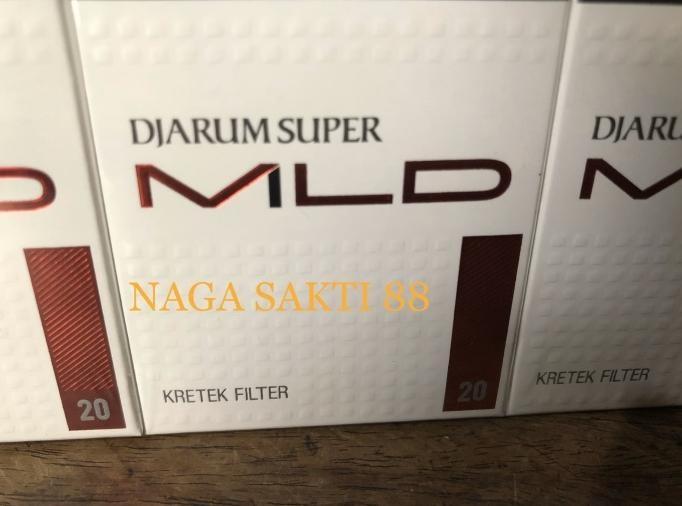 DJARUM SUPER
MLD
NAGA SAKTI 88
KRETEK FILTER
20
D
20
DJARU
M
KRETEK FILTER